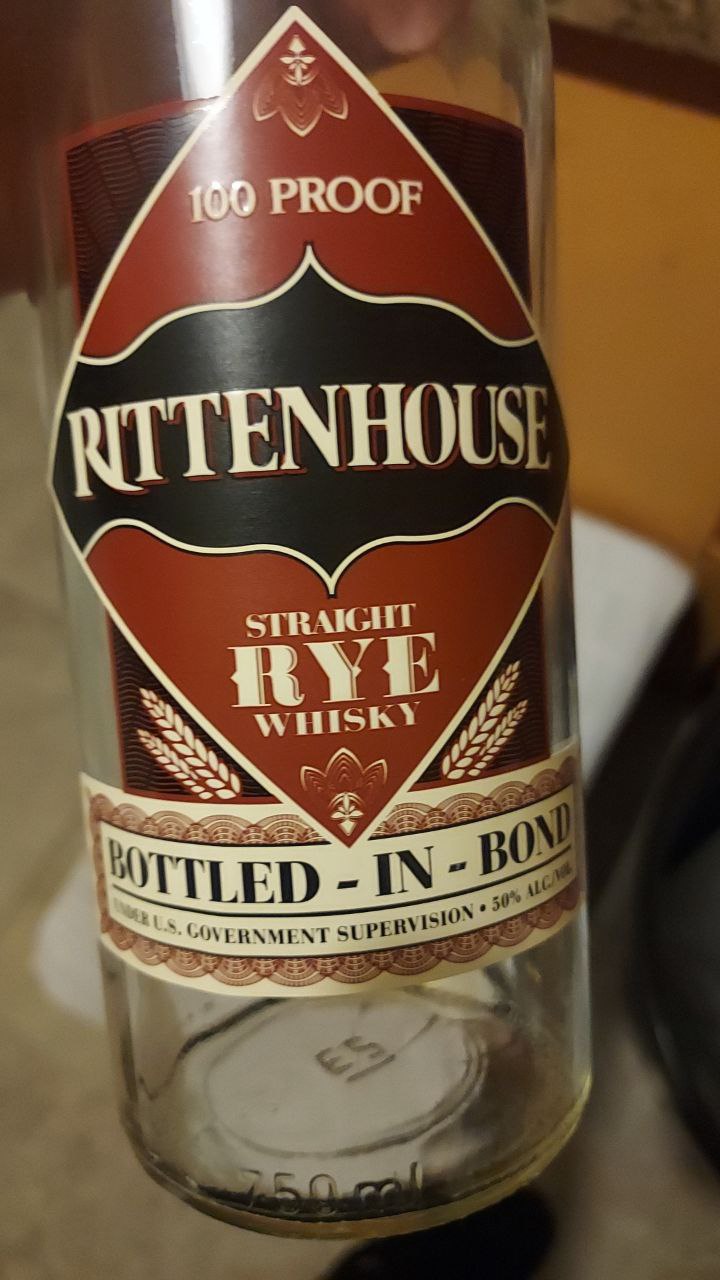 100 PROOF
RITTENHOUSE
STRAIGHT
RYE
WHISKY
BOTTLED - IN - BOND
UNDER U.S. GOVERNMENT SUPERVISION • 50% ALC./VOL.
750 ml